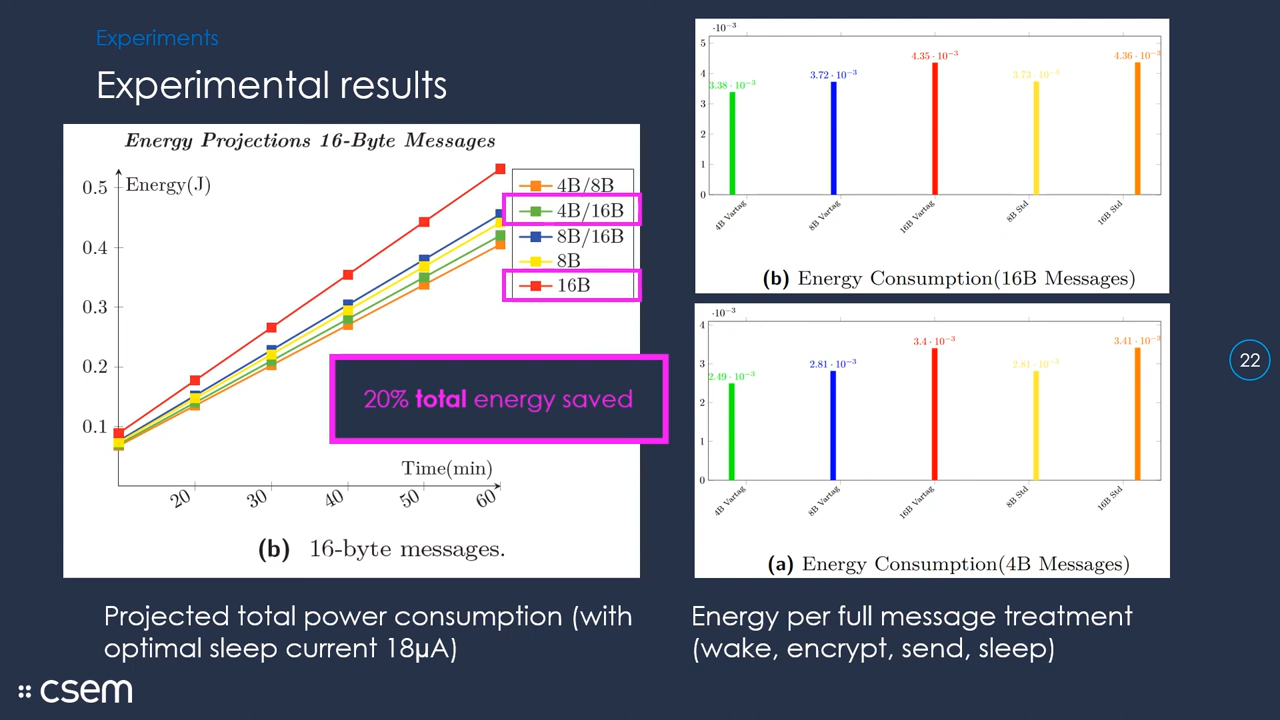 Experiments
Experimental results
Energy Projections 16-Byte Messages
Energy(J)
0.5
0.4
0.3
0.2
0.1
4B/8B
4B/16B
8B/16B
8B
16B
20% total energy saved
Time(min)
20 30 40 50 60
(b) 16-byte messages.
Projected total power consumption (with
optimal sleep current 18µA)
·10⁻³
5
4
3
2
1
0
3.38 · 10⁻³ 3.72 · 10⁻³ 4.35 · 10⁻³ 3.73 · 10⁻³ 4.36 · 10⁻³
4B Vartag 8B Vartag 16B Vartag 8B Std 16B Std
(b) Energy Consumption(16B Messages)
·10⁻³
4
3
2
1
0
2.49 · 10⁻³ 2.81 · 10⁻³ 3.4 · 10⁻³ 2.81 · 10⁻³ 3.41 · 10⁻³
4B Vartag 8B Vartag 16B Vartag 8B Std 16B Std
(a) Energy Consumption(4B Messages)
Energy per full message treatment
(wake, encrypt, send, sleep)
22
csem